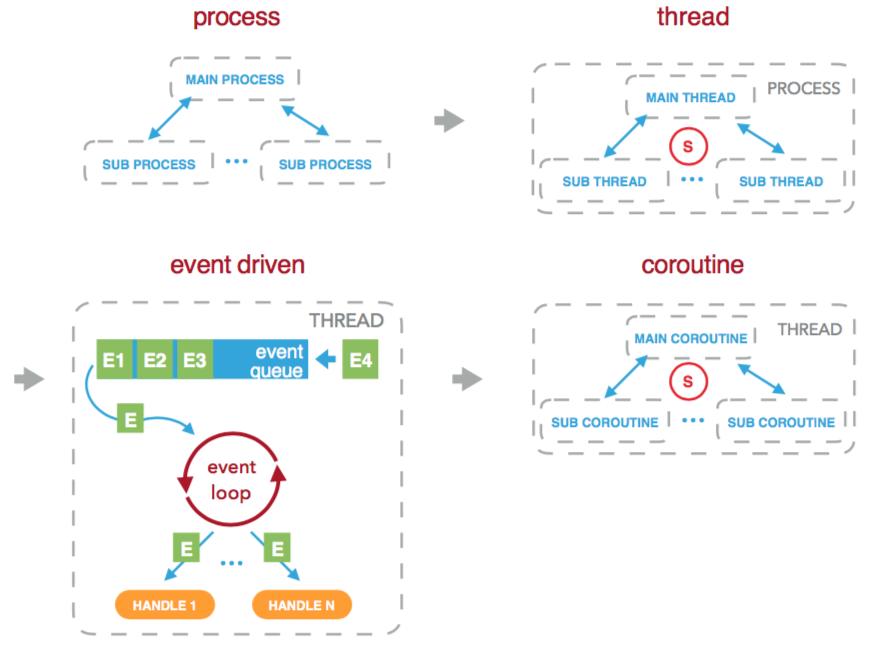 process
MAIN PROCESS
SUB PROCESS ... SUB PROCESS
thread
PROCESS
MAIN THREAD
S
SUB THREAD ... SUB THREAD
event driven
THREAD
E1 E2 E3 event queue E4
E
event
loop
E ... E
HANDLE 1 HANDLE N
coroutine
THREAD
MAIN COROUTINE
S
SUB COROUTINE ... SUB COROUTINE